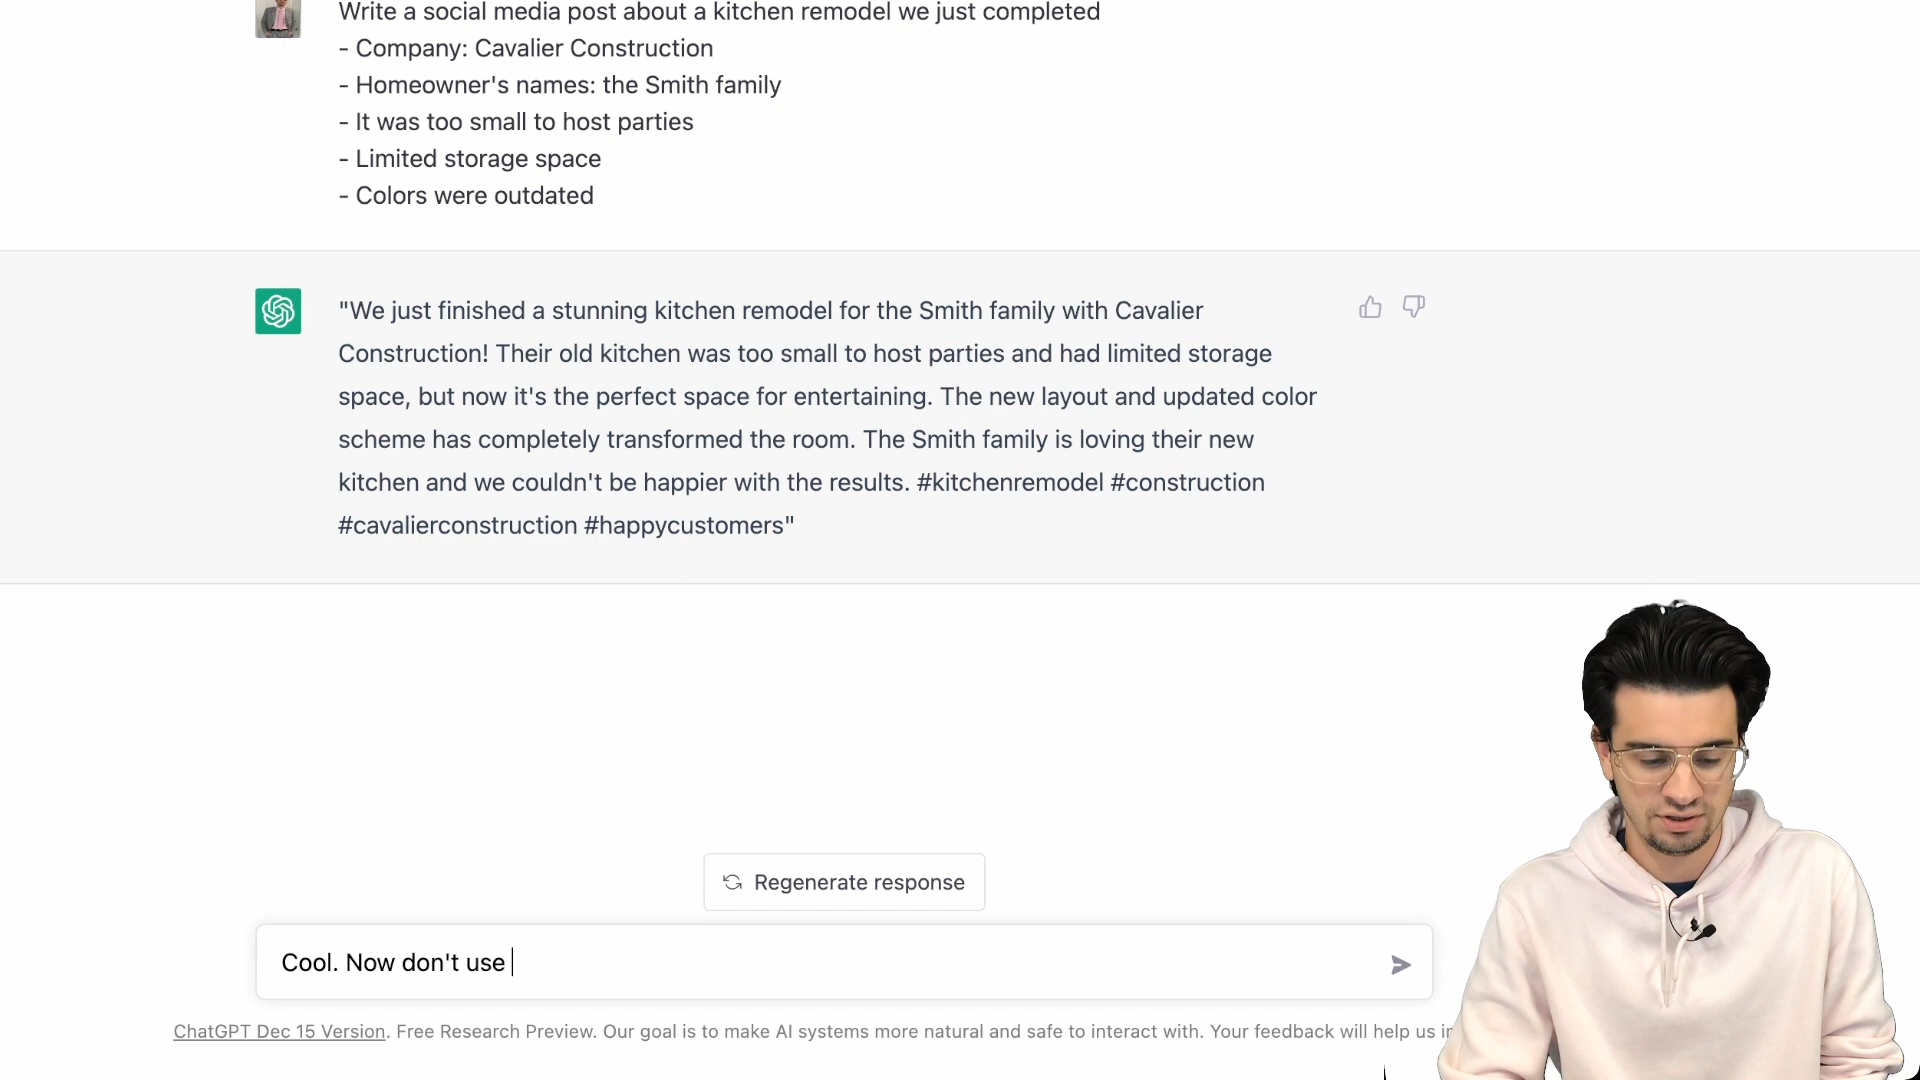 Write a social media post about a kitchen remodel we just completed
- Company: Cavalier Construction
- Homeowner's names: the Smith family
- It was too small to host parties
- Limited storage space
- Colors were outdated
"We just finished a stunning kitchen remodel for the Smith family with Cavalier
Construction! Their old kitchen was too small to host parties and had limited storage
space, but now it's the perfect space for entertaining. The new layout and updated color
scheme has completely transformed the room. The Smith family is loving their new
kitchen and we couldn't be happier with the results. #kitchenremodel #construction
#cavalierconstruction #happycustomers"
Regenerate response
Cool. Now don't use
ChatGPT Dec 15 Version. Free Research Preview. Our goal is to make AI systems more natural and safe to interact with. Your feedback will help us